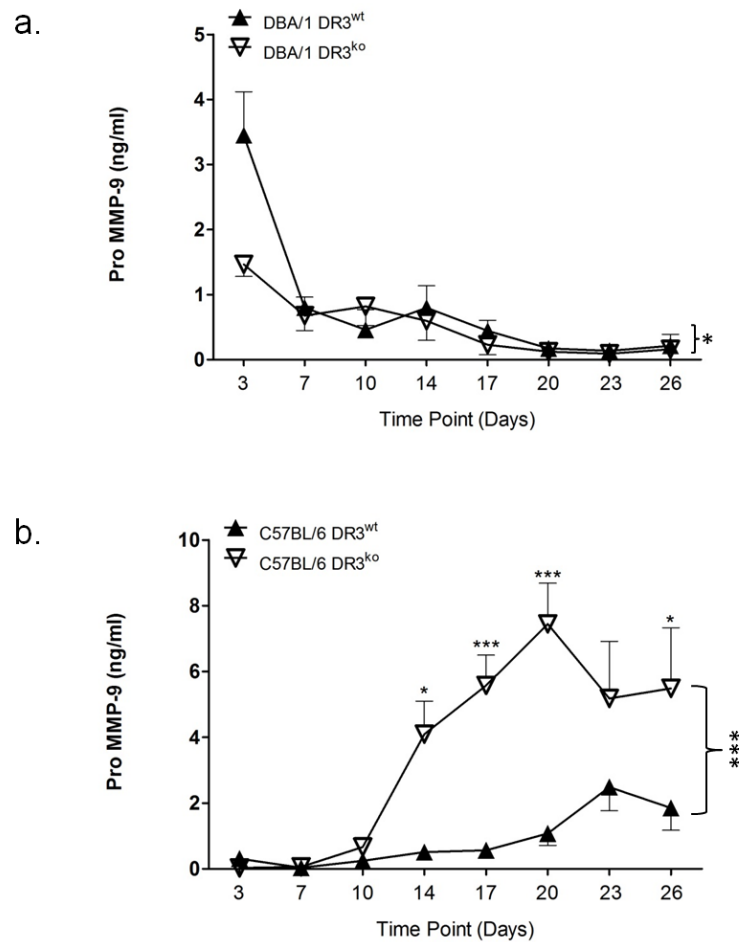 a.
DBA/1 DR3wt
DBA/1 DR3ko
5
4
3
2
1
0
Pro MMP-9 (ng/ml)
*
3 7 10 14 17 20 23 26
Time Point (Days)
b.
C57BL/6 DR3wt
C57BL/6 DR3ko
10
8
6
4
2
0
Pro MMP-9 (ng/ml)
*
***
***
*
***
3 7 10 14 17 20 23 26
Time Point (Days)